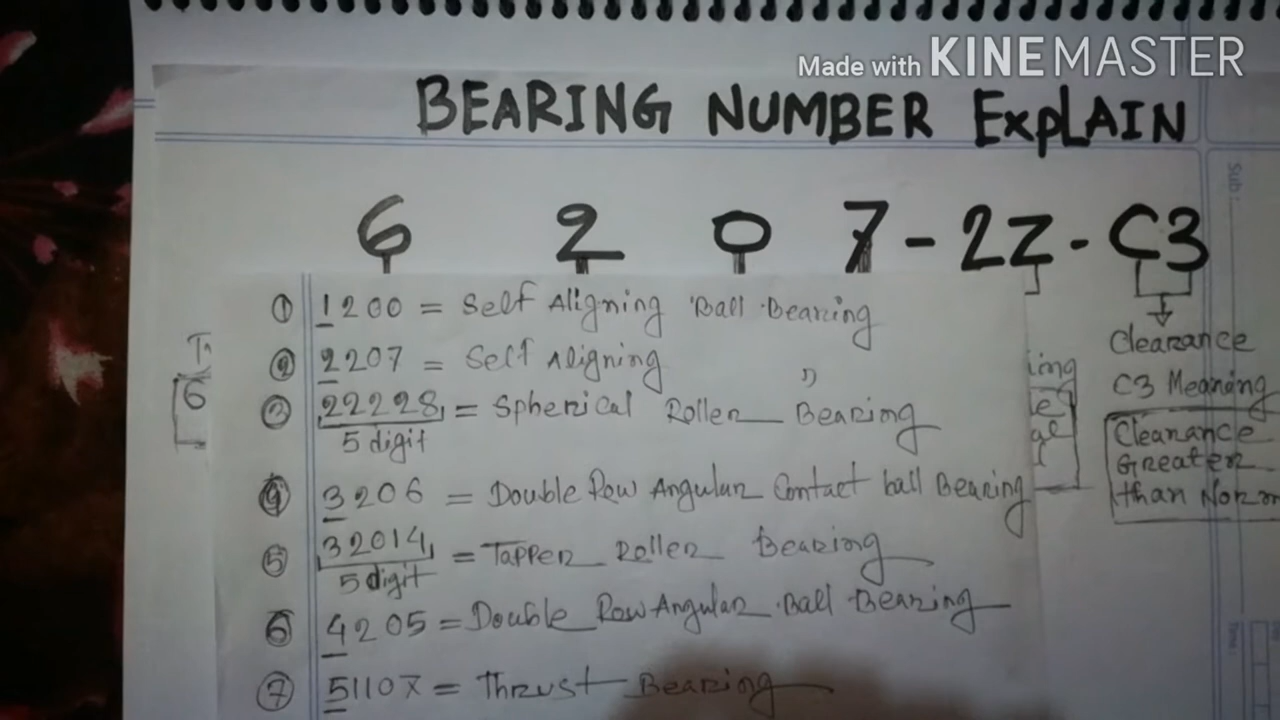 Made with KINEMASTER
BEARING NUMBER ExpLAIN
6 2 0 7 - 2Z - C3
① 1200 = Self Aligning Ball Bearing
② 2207 = Self Aligning "
③ 22228 = Spherical Roller Bearing
5 digit
④ 3206 = Double Row Angular Contact ball Bearing
⑤ 32014 = Tapper Roller Bearing
5 digit
⑥ 4205 = Double Row Angular Ball Bearing
⑦ 5110X = Thrust Bearing
6
Clearance
C3 Meaning
Clearance
Greater
than
Sub :